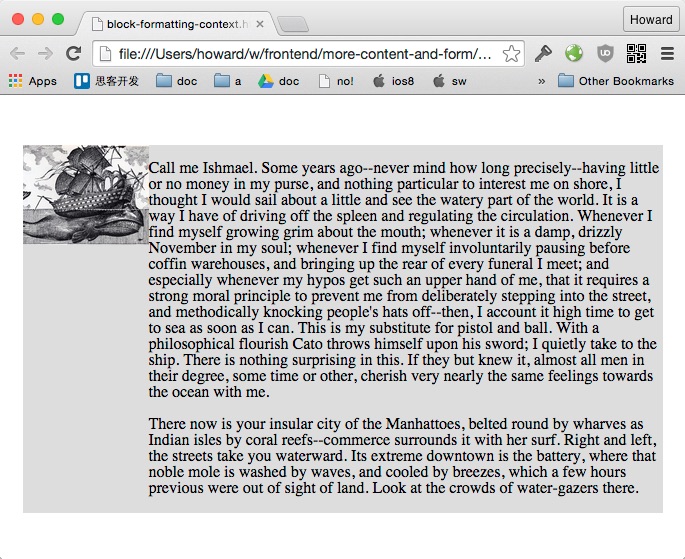 block-formatting-context.h
Howard
file:///Users/howard/w/frontend/more-content-and-form/...
Apps 思客开发 doc a doc no! ios8 sw » Other Bookmarks
Call me Ishmael. Some years ago--never mind how long precisely--having little
or no money in my purse, and nothing particular to interest me on shore, I
thought I would sail about a little and see the watery part of the world. It is a
way I have of driving off the spleen and regulating the circulation. Whenever I
find myself growing grim about the mouth; whenever it is a damp, drizzly
November in my soul; whenever I find myself involuntarily pausing before
coffin warehouses, and bringing up the rear of every funeral I meet; and
especially whenever my hypos get such an upper hand of me, that it requires a
strong moral principle to prevent me from deliberately stepping into the street,
and methodically knocking people's hats off--then, I account it high time to get
to sea as soon as I can. This is my substitute for pistol and ball. With a
philosophical flourish Cato throws himself upon his sword; I quietly take to the
ship. There is nothing surprising in this. If they but knew it, almost all men in
their degree, some time or other, cherish very nearly the same feelings towards
the ocean with me.
There now is your insular city of the Manhattoes, belted round by wharves as
Indian isles by coral reefs--commerce surrounds it with her surf. Right and left,
the streets take you waterward. Its extreme downtown is the battery, where that
noble mole is washed by waves, and cooled by breezes, which a few hours
previous were out of sight of land. Look at the crowds of water-gazers there.